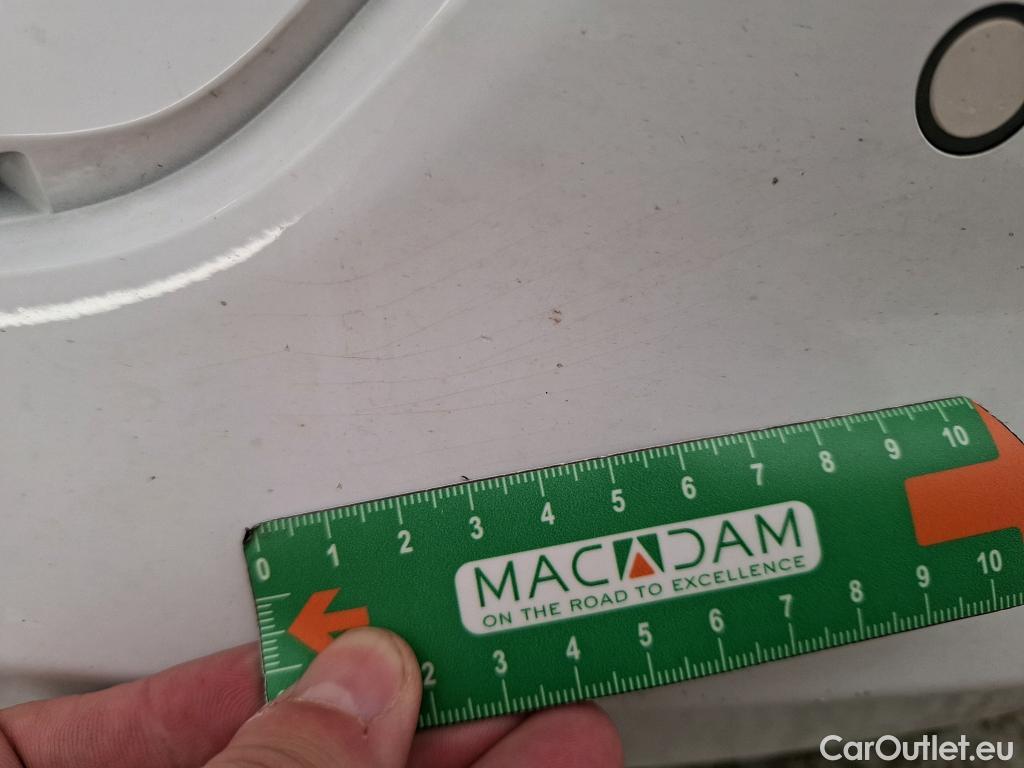 0 1 2 3 4 5 6 7 8 9 10
MACADAM
ON THE ROAD TO EXCELLENCE
2 3 4 5 6 7 8 9 10
CarOutlet.eu